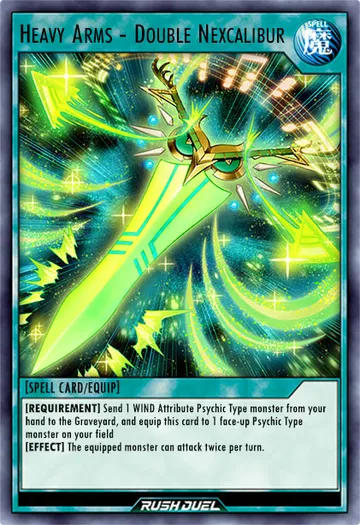 Heavy Arms - Double Nexcalibur
SPELL
魔
[SPELL CARD/EQUIP]
[REQUIREMENT] Send 1 WIND Attribute Psychic Type monster from your
hand to the Graveyard, and equip this card to 1 face-up Psychic Type
monster on your field
[EFFECT] The equipped monster can attack twice per turn.
RUSH DUEL